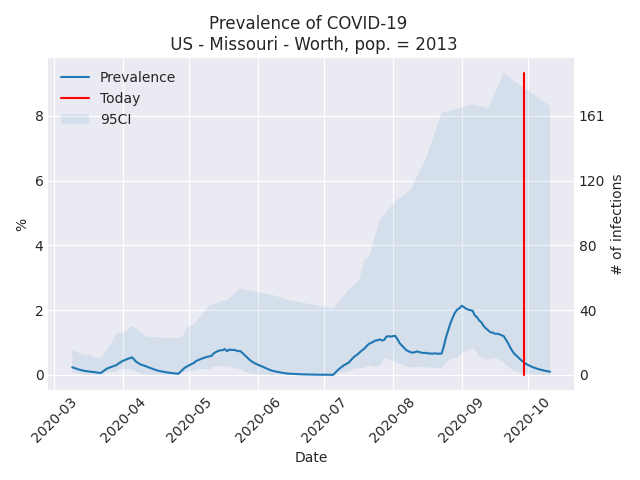 Prevalence of COVID-19
US - Missouri - Worth, pop. = 2013
Prevalence
Today
95CI
%
8
6
4
2
0
161
120
80
40
0
# of infections
2020-03
2020-04
2020-05
2020-06
2020-07
2020-08
2020-09
2020-10
Date